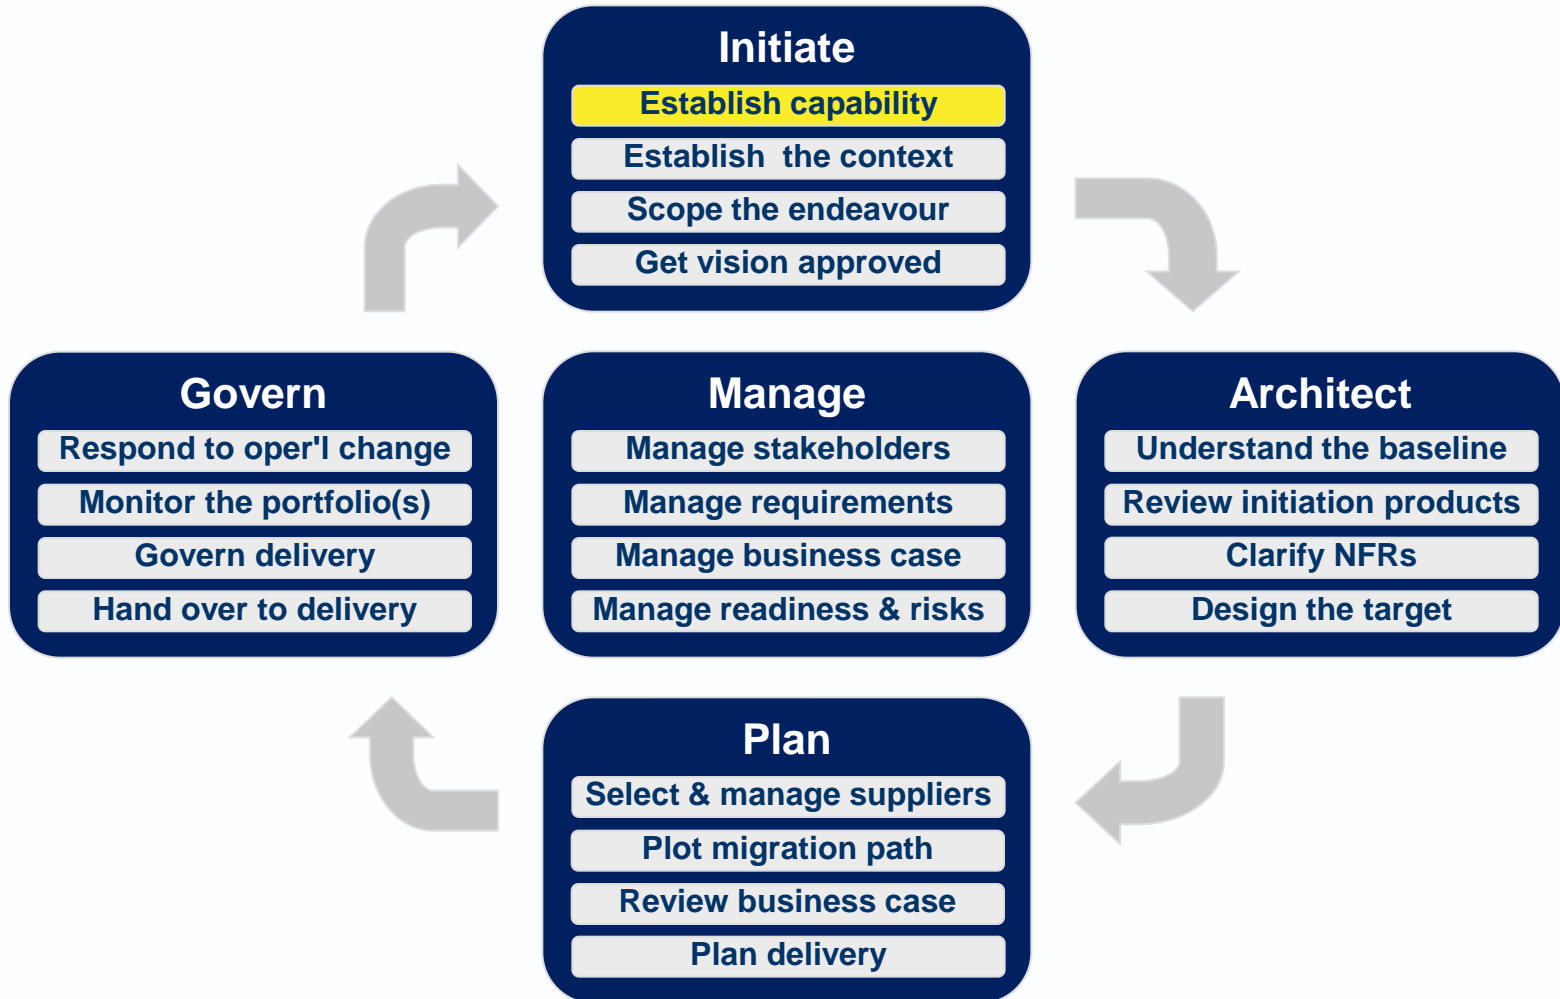 Initiate
Establish capability
Establish  the context
Scope the endeavour
Get vision approved
Govern
Respond to oper'l change
Monitor the portfolio(s)
Govern delivery
Hand over to delivery
Manage
Manage stakeholders
Manage requirements
Manage business case
Manage readiness & risks
Architect
Understand the baseline
Review initiation products
Clarify NFRs
Design the target
Plan
Select & manage suppliers
Plot migration path
Review business case
Plan delivery